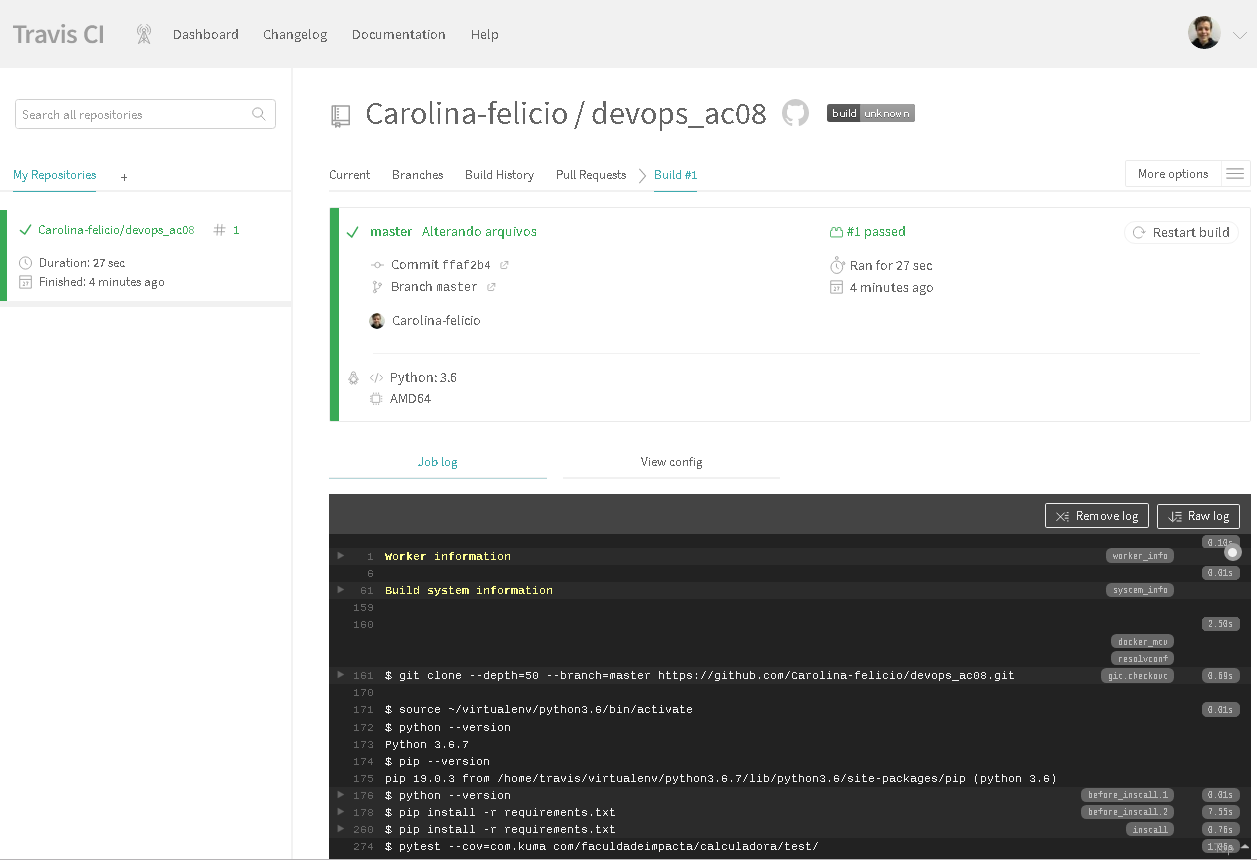 Travis CI
Dashboard
Changelog
Documentation
Help
Search all repositories
My Repositories
+
Carolina-felicio/devops_ac08 # 1
Duration: 27 sec
Finished: 4 minutes ago
Carolina-felicio / devops_ac08
build unknown
Current
Branches
Build History
Pull Requests
Build #1
More options
master Alterando arquivos
#1 passed
Restart build
Commit ffaf2b4
Ran for 27 sec
Branch master
4 minutes ago
Carolina-felicio
Python: 3.6
AMD64
Job log
View config
Remove log
Raw log
0.10s
1 Worker information worker_info
6 0.01s
61 Build system information system_info
159
160 2.50s
docker_mtu
resolvconf
161 $ git clone --depth=50 --branch=master https://github.com/Carolina-felicio/devops_ac08.git git.checkout 0.69s
170
171 $ source ~/virtualenv/python3.6/bin/activate 0.01s
172 $ python --version
173 Python 3.6.7
174 $ pip --version
175 pip 19.0.3 from /home/travis/virtualenv/python3.6.7/lib/python3.6/site-packages/pip (python 3.6)
176 $ python --version before_install.1 0.01s
178 $ pip install -r requirements.txt before_install.2 7.55s
260 $ pip install -r requirements.txt install 0.76s
274 $ pytest --cov=com.kuma com/faculdadeimpacta/calculadora/test/